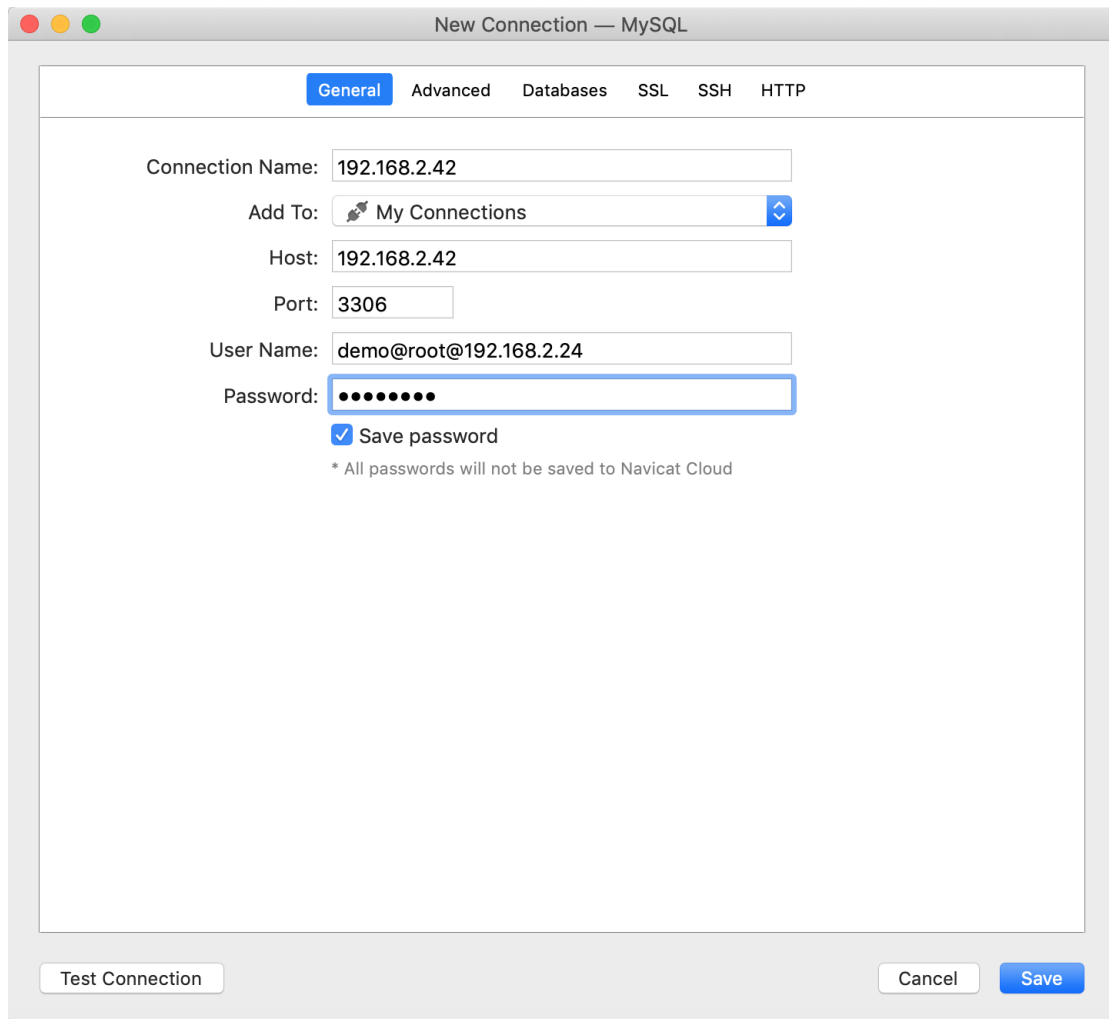 New Connection — MySQL
General Advanced Databases SSL SSH HTTP
Connection Name: 192.168.2.42
Add To: My Connections
Host: 192.168.2.42
Port: 3306
User Name: demo@root@192.168.2.24
Password: ••••••••
Save password
* All passwords will not be saved to Navicat Cloud
Test Connection Cancel Save